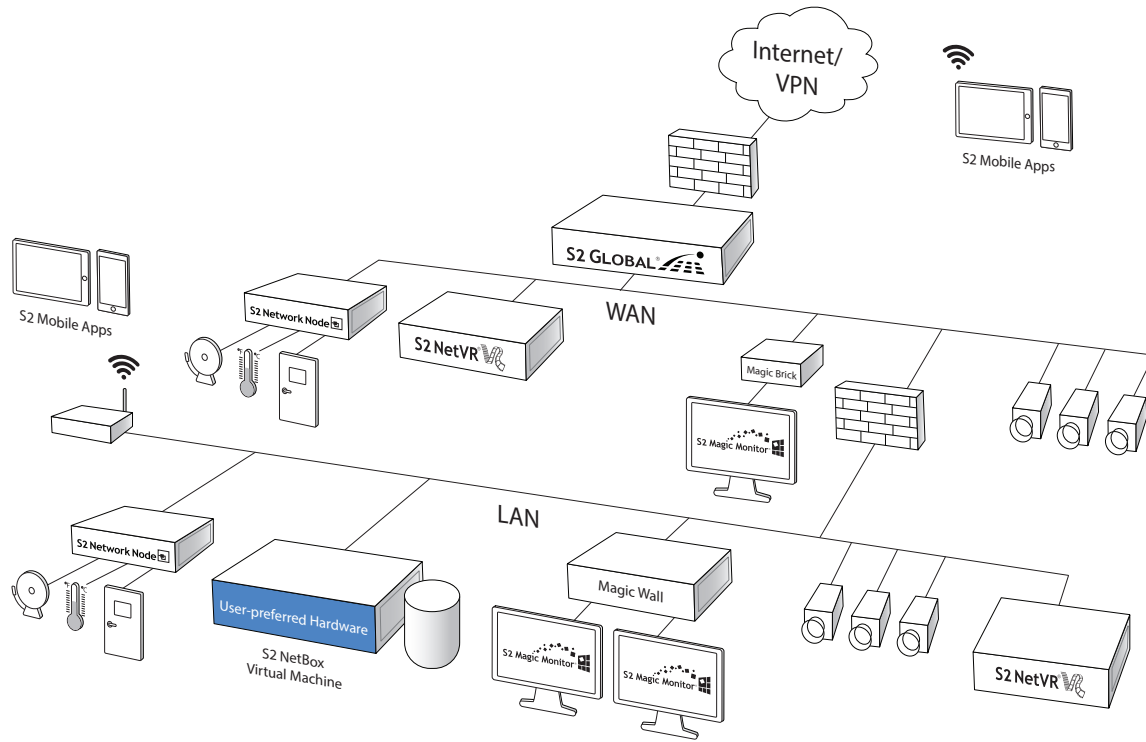 Internet/
VPN
S2 Mobile Apps
S2 GLOBAL®
S2 Mobile Apps
S2 Network Node
WAN
S2 NetVR® VR
°F °C
Magic Brick
S2 Magic Monitor®
LAN
S2 Network Node
°F °C
Magic Wall
User-preferred Hardware
S2 NetBox
Virtual Machine
S2 Magic Monitor®
S2 Magic Monitor®
S2 NetVR® VR